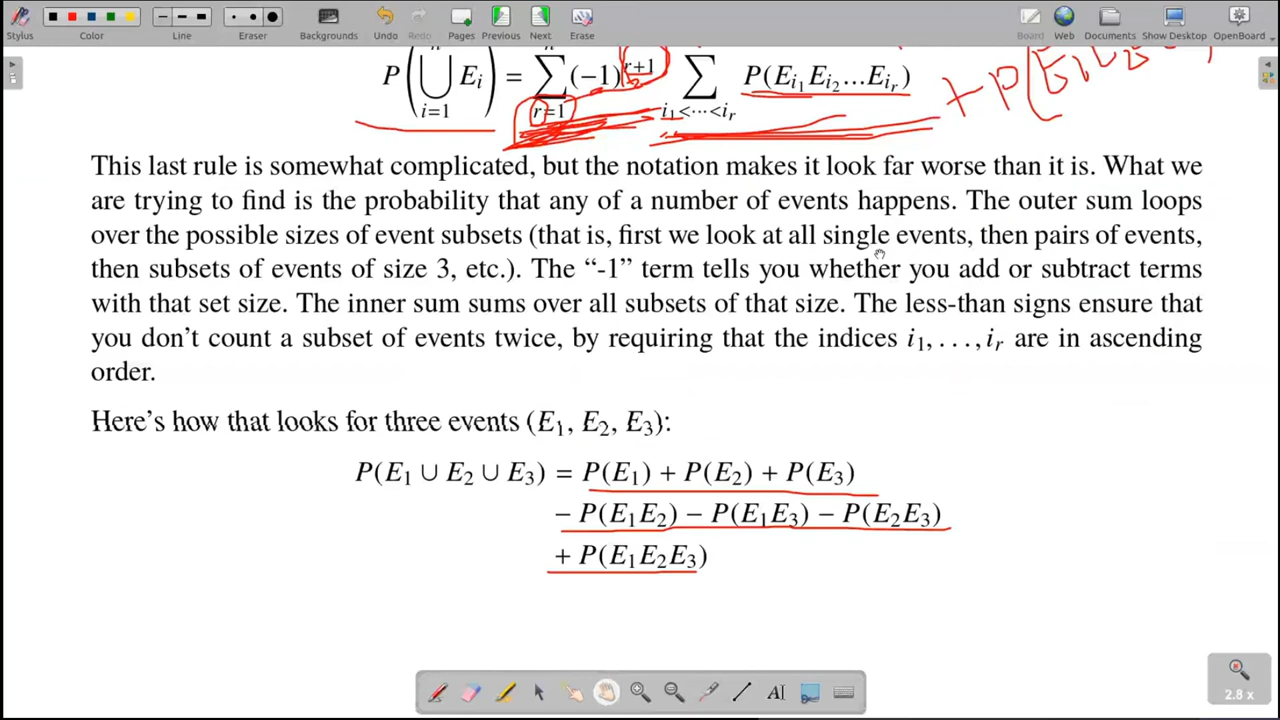 Stylus Color Line Eraser Backgrounds Undo Redo Pages Previous Next Erase Board Web Documents Show Desktop OpenBoard
n n
P(⋃ E_i) = ∑ (-1)^{r+1} ∑ P(E_{i_1}E_{i_2}...E_{i_r}) + P(E_1 ∪ E_2
i=1 r=1 i_1<⋯<i_r
This last rule is somewhat complicated, but the notation makes it look far worse than it is. What we
are trying to find is the probability that any of a number of events happens. The outer sum loops
over the possible sizes of event subsets (that is, first we look at all single events, then pairs of events,
then subsets of events of size 3, etc.). The “-1” term tells you whether you add or subtract terms
with that set size. The inner sum sums over all subsets of that size. The less-than signs ensure that
you don’t count a subset of events twice, by requiring that the indices i_1, . . . , i_r are in ascending
order.
Here’s how that looks for three events (E_1, E_2, E_3):
P(E_1 ∪ E_2 ∪ E_3) = P(E_1) + P(E_2) + P(E_3)
− P(E_1E_2) − P(E_1E_3) − P(E_2E_3)
+ P(E_1E_2E_3)
AI
2.8 x